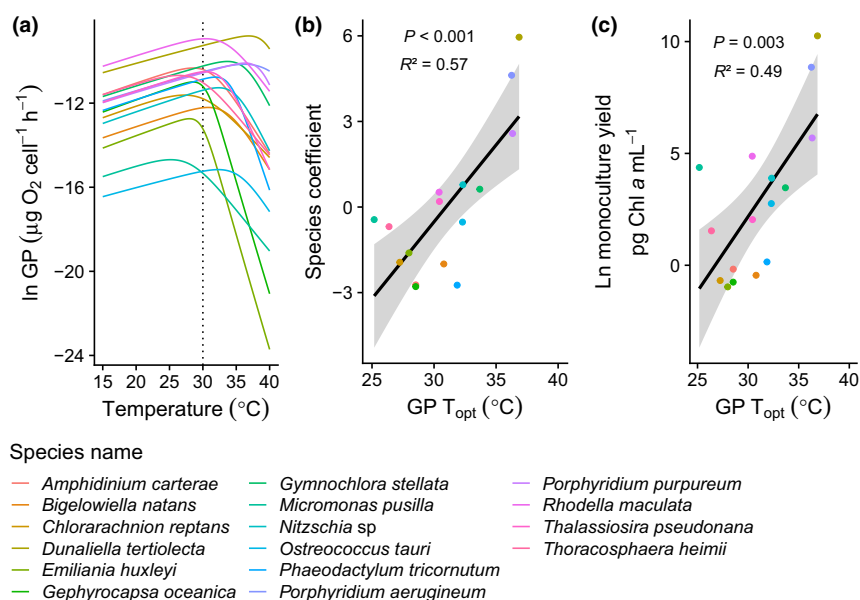 (a)
ln GP (μg O₂ cell⁻¹ h⁻¹)
−12
−16
−20
−24
15 20 25 30 35 40
Temperature (°C)
(b)
P < 0.001
R² = 0.57
Species coefficient
6
3
0
−3
25 30 35 40
GP Tₒₚₜ (°C)
(c)
P = 0.003
R² = 0.49
Ln monoculture yield
pg Chl a mL⁻¹
10
5
0
25 30 35 40
GP Tₒₚₜ (°C)
Species name
Amphidinium carterae
Bigelowiella natans
Chlorarachnion reptans
Dunaliella tertiolecta
Emiliania huxleyi
Gephyrocapsa oceanica
Gymnochlora stellata
Micromonas pusilla
Nitzschia sp
Ostreococcus tauri
Phaeodactylum tricornutum
Porphyridium aerugineum
Porphyridium purpureum
Rhodella maculata
Thalassiosira pseudonana
Thoracosphaera heimii